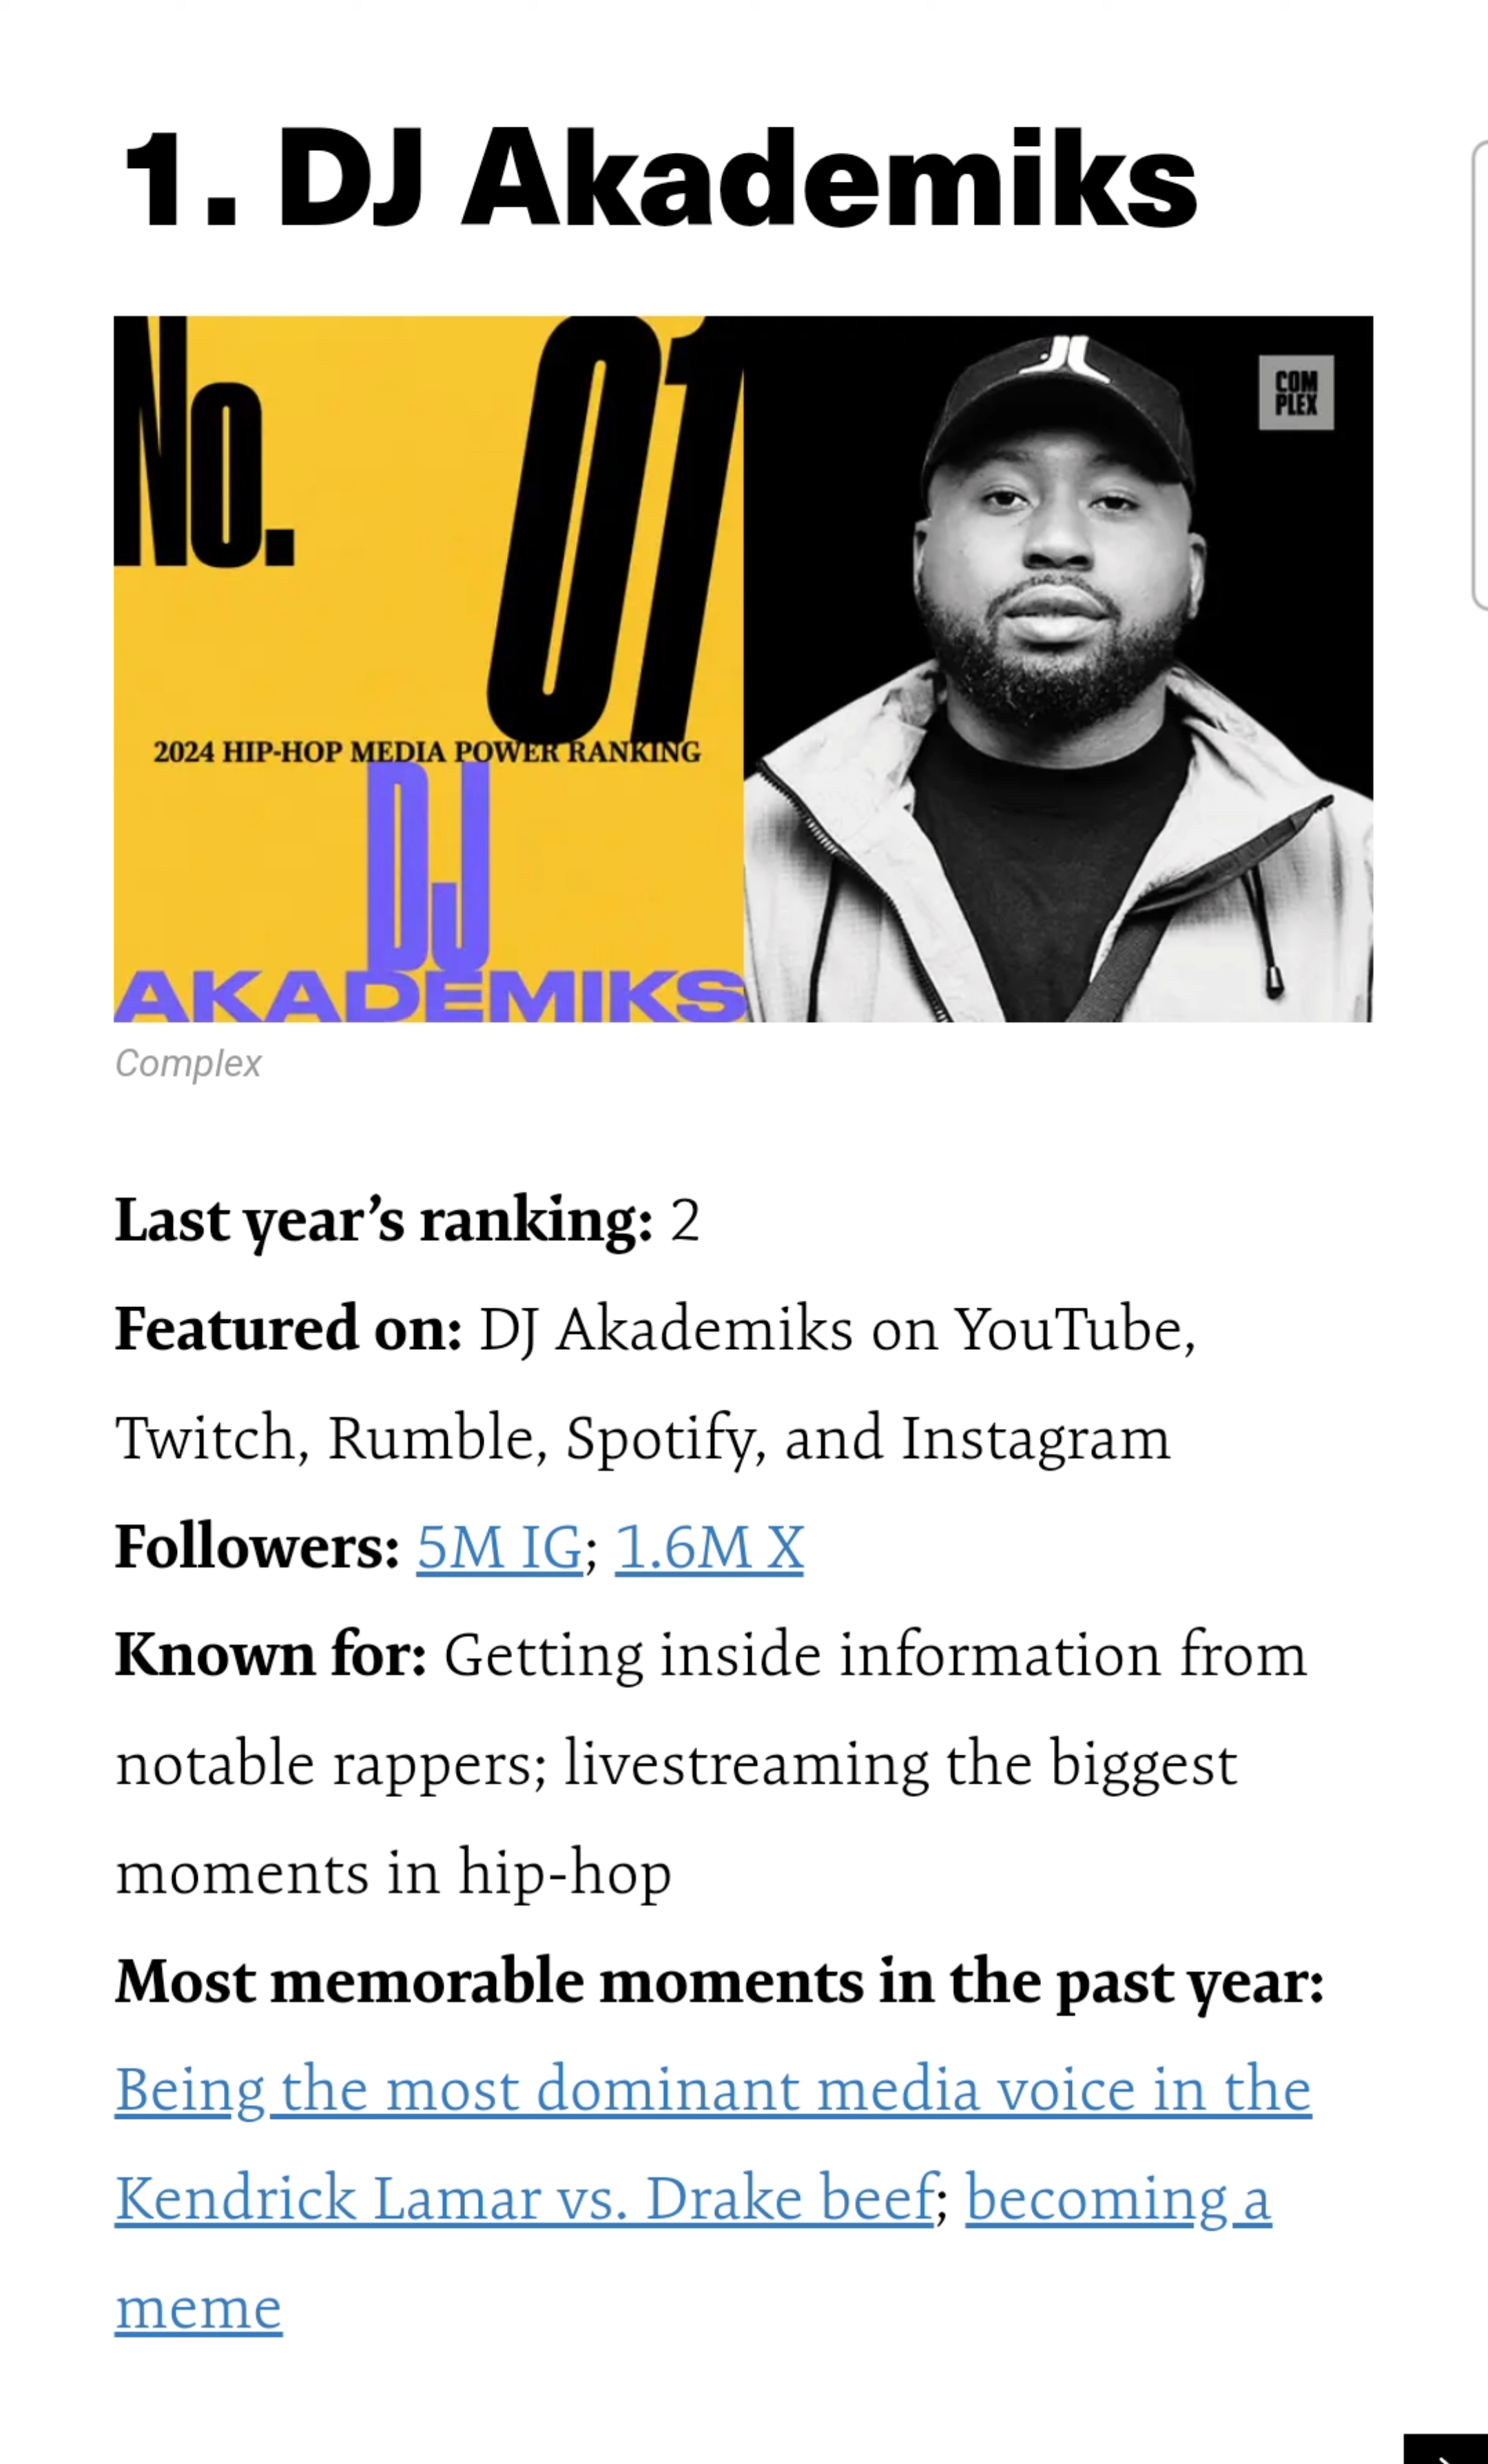 1. DJ Akademiks
No. 01
COM
PLEX
2024 HIP-HOP MEDIA POWER RANKING
DJ
AKADEMIKS
Complex
Last year’s ranking: 2
Featured on: DJ Akademiks on YouTube,
Twitch, Rumble, Spotify, and Instagram
Followers: 5M IG; 1.6M X
Known for: Getting inside information from
notable rappers; livestreaming the biggest
moments in hip-hop
Most memorable moments in the past year:
Being the most dominant media voice in the
Kendrick Lamar vs. Drake beef; becoming a
meme